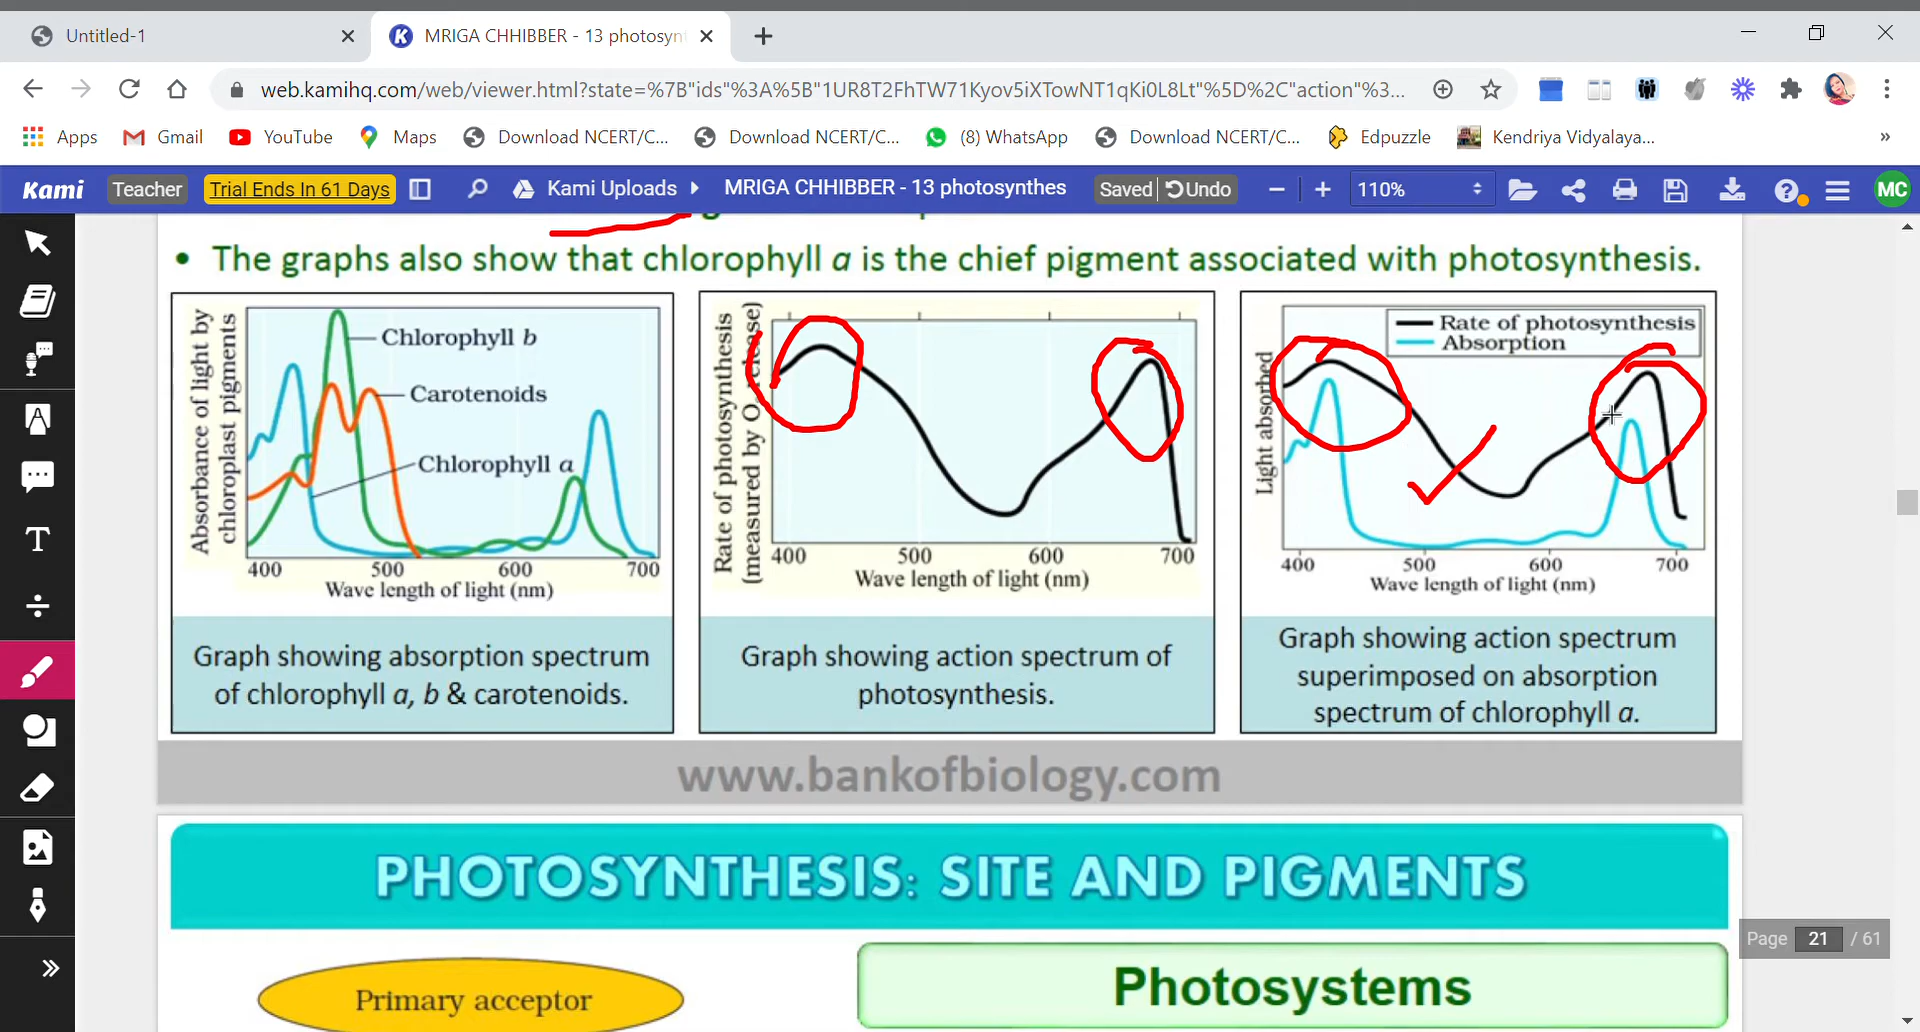 Untitled-1
MRIGA CHHIBBER - 13 photosyn
web.kamihq.com/web/viewer.html?state=%7B"ids"%3A%5B"1UR8T2FhTW71Kyov5iXTowNT1qKi0L8Lt"%5D%2C"action"%3...
Apps Gmail YouTube Maps Download NCERT/C... Download NCERT/C... (8) WhatsApp Download NCERT/C... Edpuzzle Kendriya Vidyalaya... »
Kami Teacher Trial Ends In 61 Days Kami Uploads MRIGA CHHIBBER - 13 photosynthes Saved Undo 110% MC
• The graphs also show that chlorophyll a is the chief pigment associated with photosynthesis.
Absorbance of light by
chloroplast pigments
Chlorophyll b
Carotenoids
Chlorophyll a
400 500 600 700
Wave length of light (nm)
Graph showing absorption spectrum
of chlorophyll a, b & carotenoids.
Rate of photosynthesis
(measured by O release)
400 500 600 700
Wave length of light (nm)
Graph showing action spectrum of
photosynthesis.
Light absorbed
Rate of photosynthesis
Absorption
400 500 600 700
Wave length of light (nm)
Graph showing action spectrum
superimposed on absorption
spectrum of chlorophyll a.
www.bankofbiology.com
PHOTOSYNTHESIS: SITE AND PIGMENTS
Page 21 / 61
Primary acceptor
Photosystems